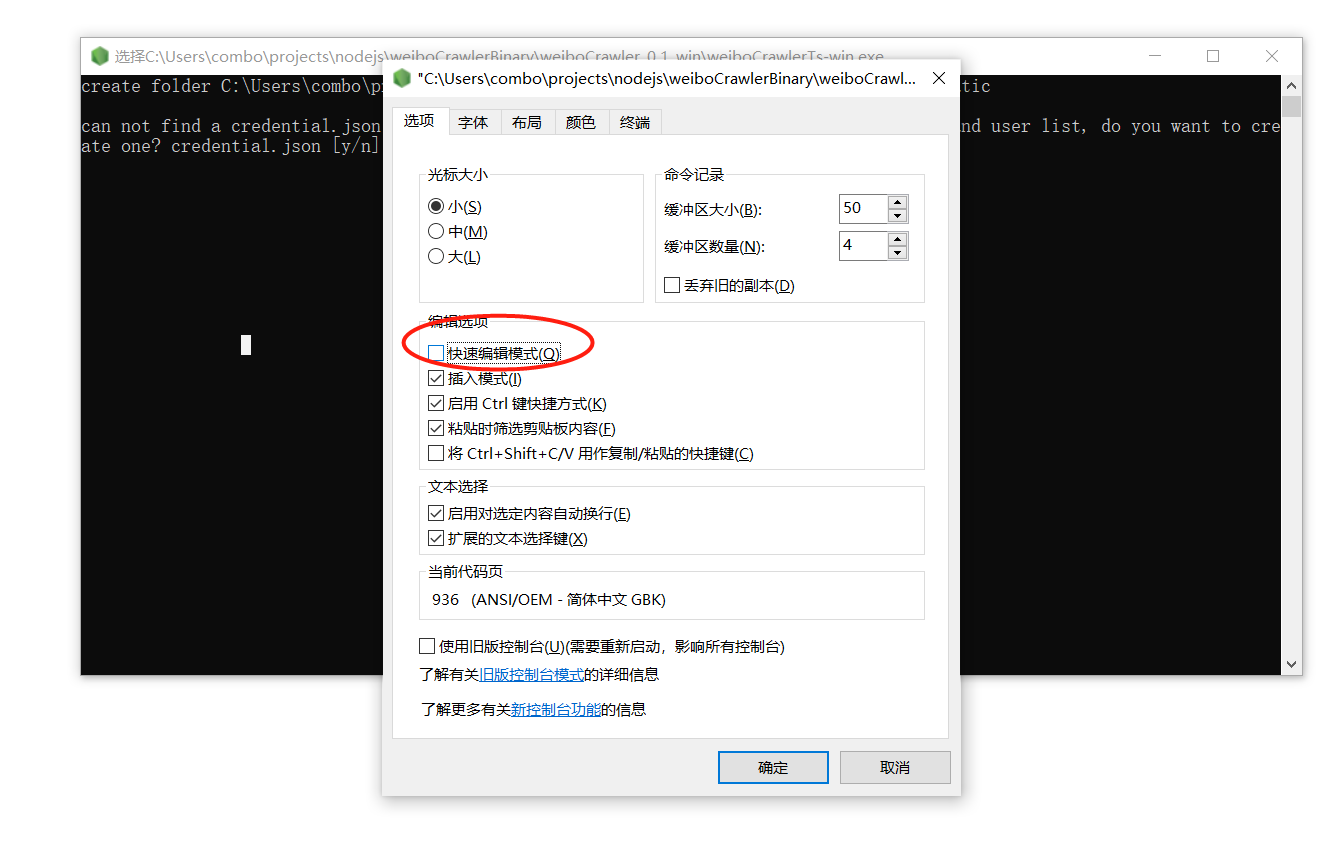 选择C:\Users\combo\projects\nodejs\weiboCrawlerBinary\weiboCrawler_0.1_win\weiboCrawlerTs-win.exe
"C:\Users\combo\projects\nodejs\weiboCrawlerBinary\weiboCrawl...
create folder C:\Users\combo\p
tic
can not find a credential.json
nd user list, do you want to cre
ate one? credential.json [y/n]
选项 字体 布局 颜色 终端
光标大小
小(S)
中(M)
大(L)
命令记录
缓冲区大小(B): 50
缓冲区数量(N): 4
丢弃旧的副本(D)
编辑选项
快速编辑模式(Q)
插入模式(I)
启用 Ctrl 键快捷方式(K)
粘贴时筛选剪贴板内容(F)
将 Ctrl+Shift+C/V 用作复制/粘贴的快捷键(C)
文本选择
启用对选定内容自动换行(E)
扩展的文本选择键(X)
当前代码页
936 (ANSI/OEM - 简体中文 GBK)
使用旧版控制台(U)(需要重新启动，影响所有控制台)
了解有关旧版控制台模式的详细信息
了解更多有关新控制台功能的信息
确定 取消